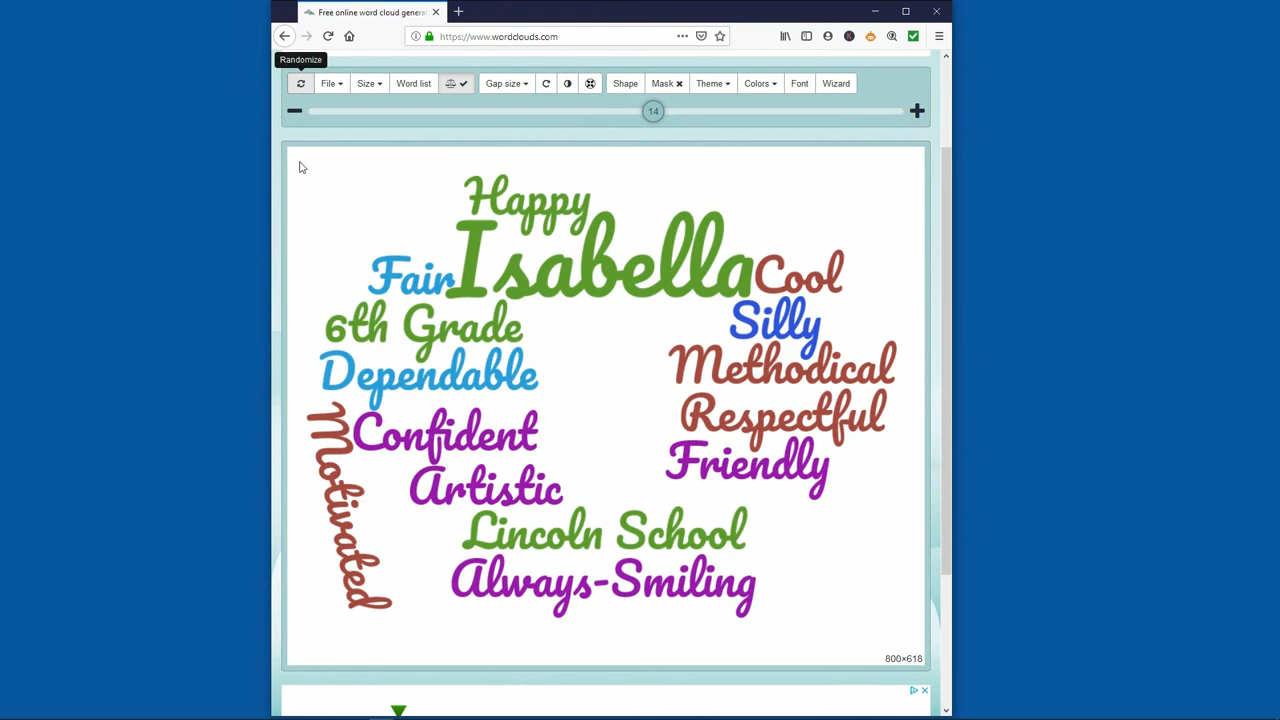 Free online word cloud genera
https://www.wordclouds.com
Randomize
File Size Word list Gap size Shape Mask Theme Colors Font Wizard
14
Happy
Isabella
Fair
Cool
6th Grade
Silly
Dependable
Methodical
Respectful
Confident
Motivated
Friendly
Artistic
Lincoln School
Always-Smiling
800×618